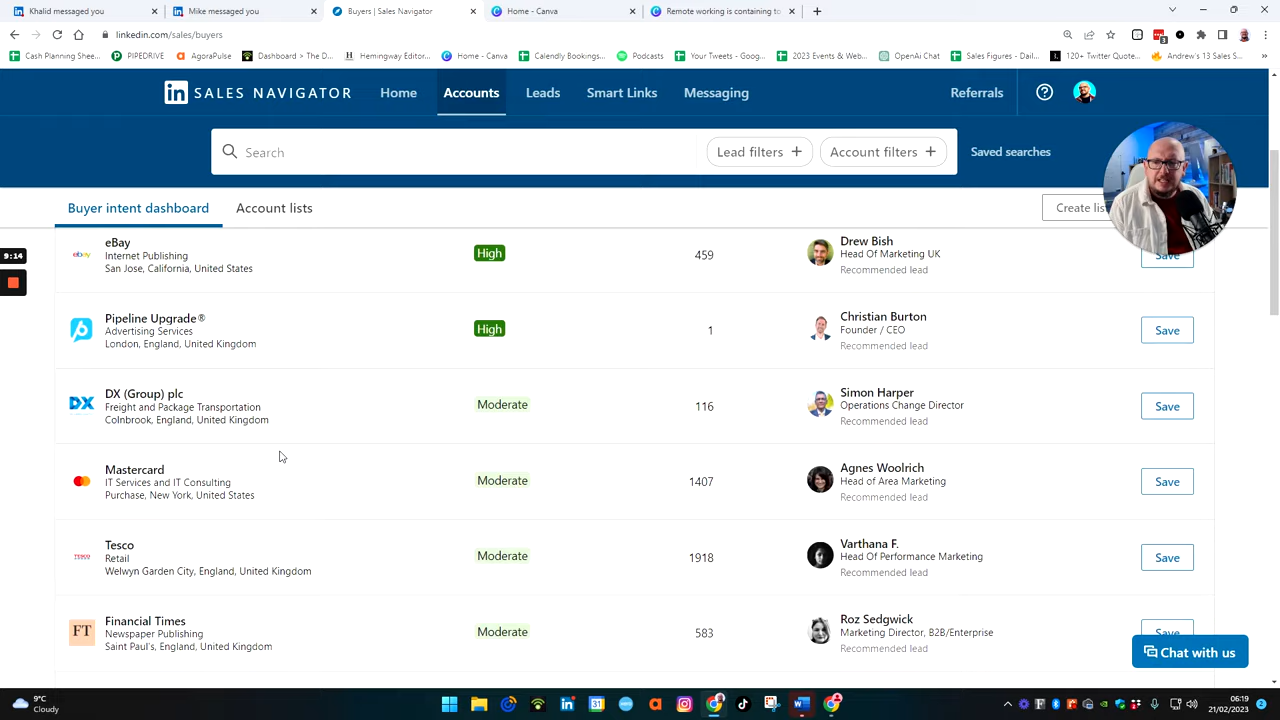 Khalid messaged you
Mike messaged you
Buyers | Sales Navigator
Home - Canva
Remote working is containing to
linkedin.com/sales/buyers
Cash Planning Shee...
PIPEDRIVE
AgoraPulse
Dashboard > The D...
Hemingway Editor...
Home - Canva
Calendly Bookings...
Podcasts
Your Tweets - Goog...
2023 Events & Web...
OpenAi Chat
Sales Figures - Dail...
120+ Twitter Quote...
Andrew's 13 Sales S...
in SALES NAVIGATOR
Home
Accounts
Leads
Smart Links
Messaging
Referrals
Search
Lead filters +
Account filters +
Saved searches
Buyer intent dashboard
Account lists
Create lis
9:14
ebay
eBay
Internet Publishing
San Jose, California, United States
High
459
Drew Bish
Head Of Marketing UK
Recommended lead
Save
Pipeline Upgrade®
Advertising Services
London, England, United Kingdom
High
1
Christian Burton
Founder / CEO
Recommended lead
Save
DX
DX (Group) plc
Freight and Package Transportation
Colnbrook, England, United Kingdom
Moderate
116
Simon Harper
Operations Change Director
Recommended lead
Save
Mastercard
IT Services and IT Consulting
Purchase, New York, United States
Moderate
1407
Agnes Woolrich
Head of Area Marketing
Recommended lead
Save
TESCO
Tesco
Retail
Welwyn Garden City, England, United Kingdom
Moderate
1918
Varthana F.
Head Of Performance Marketing
Recommended lead
Save
FT
Financial Times
Newspaper Publishing
Saint Paul's, England, United Kingdom
Moderate
583
Roz Sedgwick
Marketing Director, B2B/Enterprise
Recommended lead
Save
Chat with us
9°C
Cloudy
06:19
21/02/2023